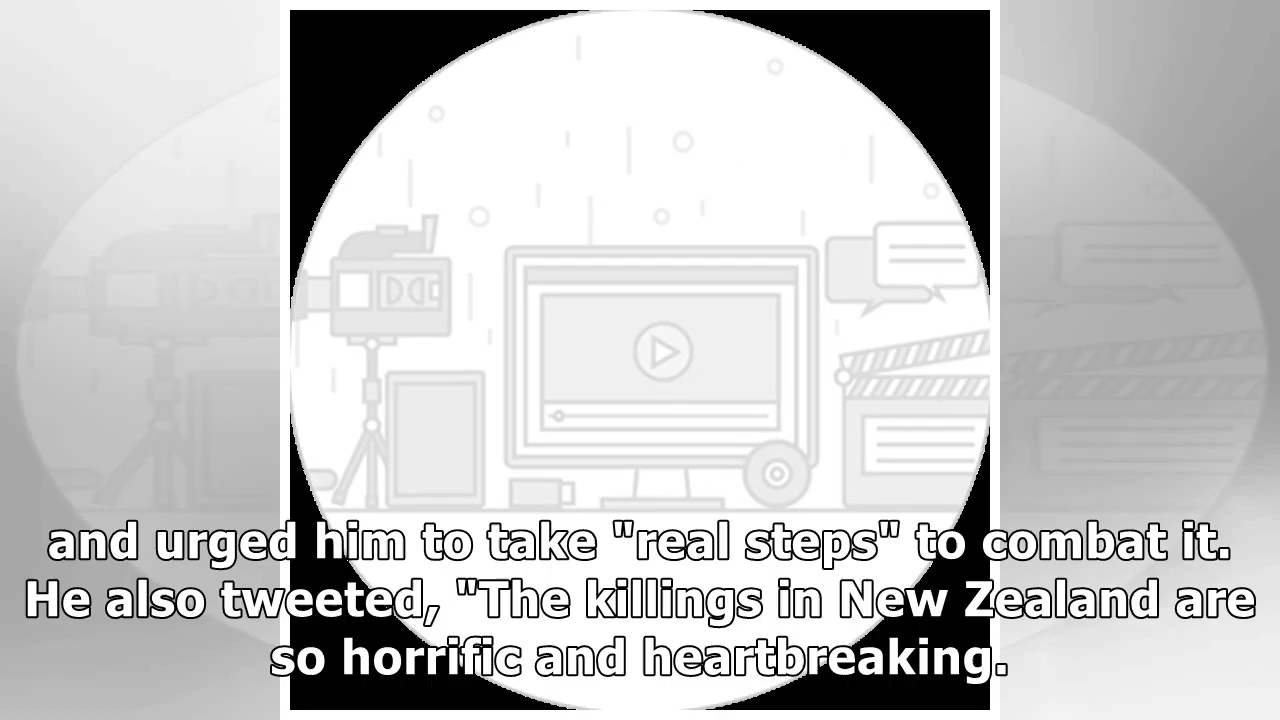 and urged him to take "real steps" to combat it.
He also tweeted, "The killings in New Zealand are
so horrific and heartbreaking.